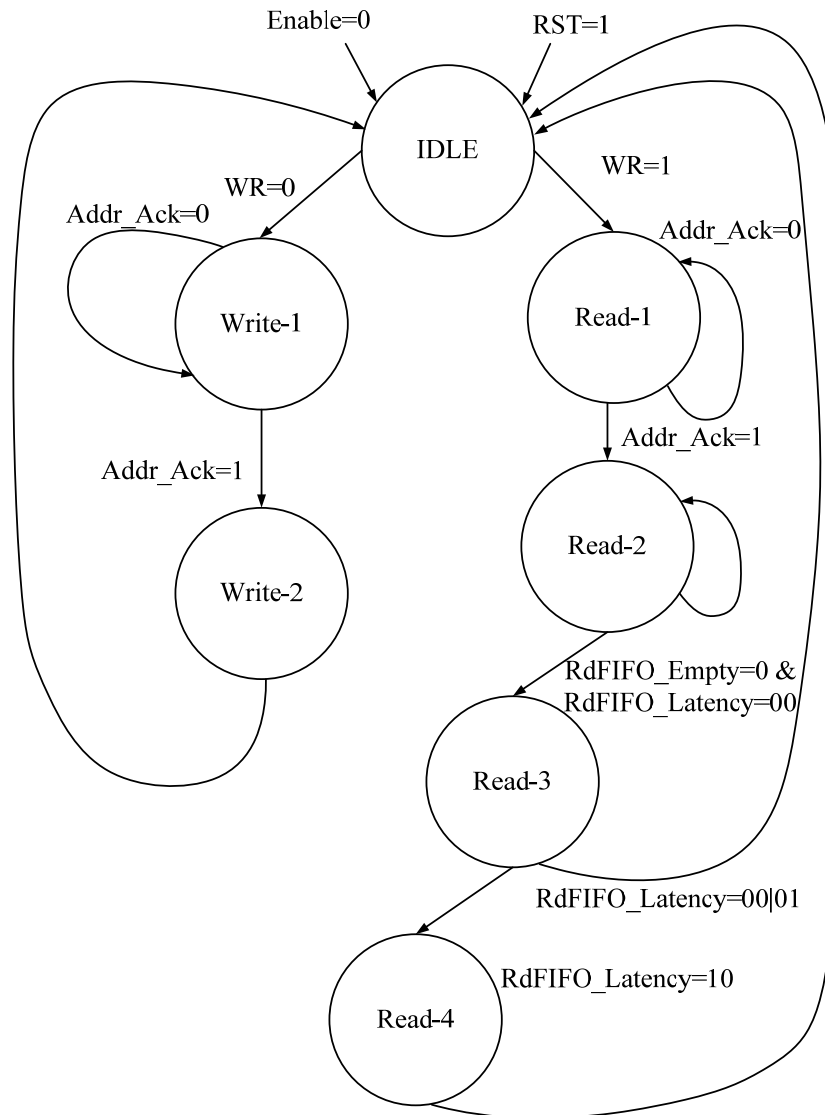 Enable=0
RST=1
IDLE
WR=0
WR=1
Addr_Ack=0
Addr_Ack=0
Write-1
Read-1
Addr_Ack=1
Addr_Ack=1
Read-2
Write-2
RdFIFO_Empty=0 &
RdFIFO_Latency=00
Read-3
RdFIFO_Latency=00|01
RdFIFO_Latency=10
Read-4